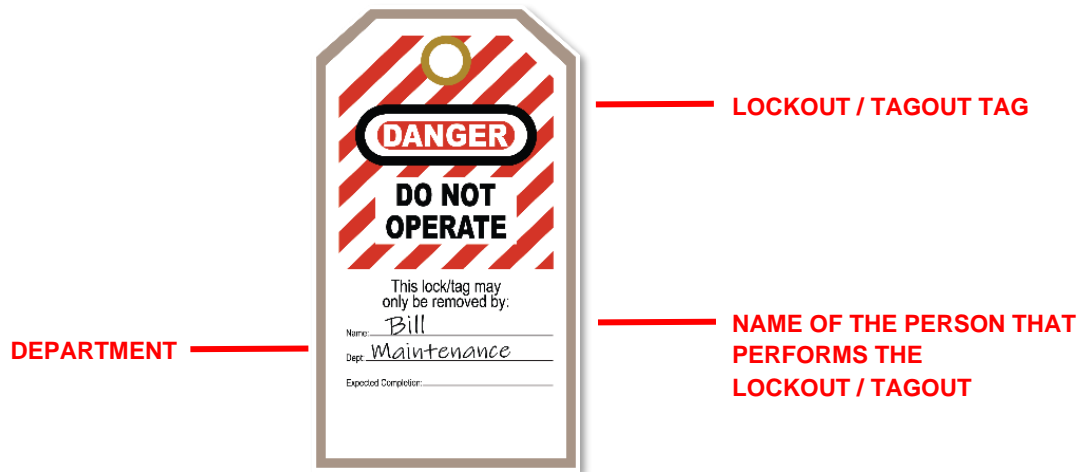 LOCKOUT / TAGOUT TAG
DANGER
DO NOT
OPERATE
This lock/tag may
only be removed by:
Name: Bill
Dept: Maintenance
Expected Completion:
DEPARTMENT
NAME OF THE PERSON THAT
PERFORMS THE
LOCKOUT / TAGOUT